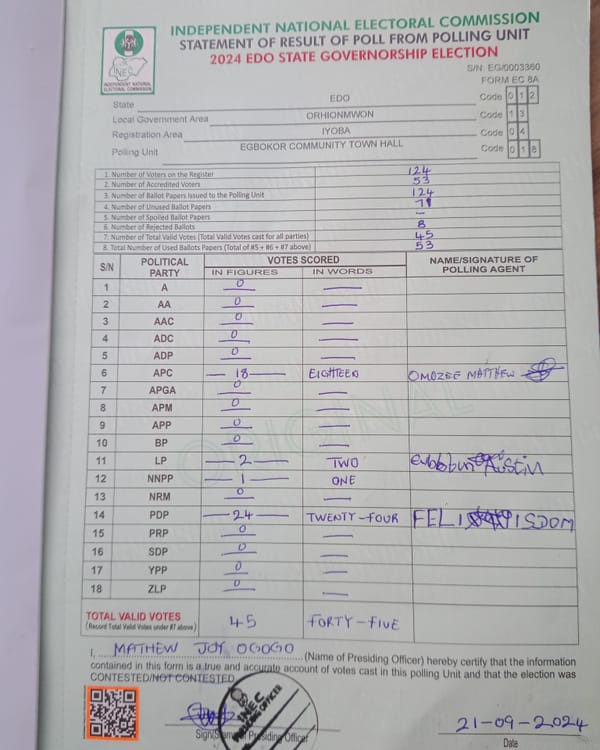 INDEPENDENT NATIONAL ELECTORAL COMMISSION
STATEMENT OF RESULT OF POLL FROM POLLING UNIT
2024 EDO STATE GOVERNORSHIP ELECTION
INEC
INDEPENDENT NATIONAL
ELECTORAL COMMISSION
S/N: EG/0003360
FORM EC 8A
State EDO Code 0 1 2
Local Government Area ORHIONMWON Code 1 3
Registration Area IYOBA Code 0 4
Polling Unit EGBOKOR COMMUNITY TOWN HALL Code 0 1 8
1. Number of Voters on the Register 124
2. Number of Accredited Voters 53
3. Number of Ballot Papers Issued to the Polling Unit 124
4. Number of Unused Ballot Papers 71
5. Number of Spoiled Ballot Papers –
6. Number of Rejected Ballots 8
7. Number of Total Valid Votes (Total Valid Votes cast for all parties) 45
8. Total Number of Used Ballots Papers (Total of #5 + #6 + #7 above) 53
S/N POLITICAL PARTY VOTES SCORED NAME/SIGNATURE OF POLLING AGENT
IN FIGURES IN WORDS
1 A 0 —
2 AA 0 —
3 AAC 0 —
4 ADC 0 —
5 ADP 0 —
6 APC — 18 — EIGHTEEN OMOZEE MATTHEW
7 APGA 0 —
8 APM 0 —
9 APP 0 —
10 BP 0 —
11 LP — 2 — TWO Austin
12 NNPP — 1 — ONE
13 NRM 0 —
14 PDP — 24 — TWENTY-FOUR FELIX WISDOM
15 PRP 0 —
16 SDP 0 —
17 YPP 0 —
18 ZLP 0 —
ORIGINAL
TOTAL VALID VOTES 45 FORTY-FIVE
(Record Total Valid Votes under #7 above)
I, MATHEW JOY OGOGO (Name of Presiding Officer) hereby certify that the information
contained in this form is a true and accurate account of votes cast in this polling Unit and that the election was
CONTESTED/NOT CONTESTED
INEC
PRESIDING OFFICER
Sign/Stamp of Presiding Officer
21-09-2024
Date